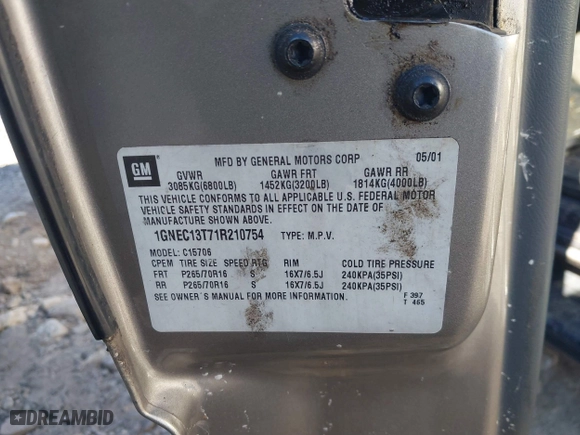 GM
MFD BY GENERAL MOTORS CORP 05/01
GVWR GAWR FRT GAWR RR
3085KG(6800LB) 1452KG(3200LB) 1814KG(4000LB)
THIS VEHICLE CONFORMS TO ALL APPLICABLE U.S. FEDERAL MOTOR
VEHICLE SAFETY STANDARDS IN EFFECT ON THE DATE OF
MANUFACTURE SHOWN ABOVE.
1GNEC13T71R210754 TYPE: M.P.V.
MODEL: C15706
CPEM TIRE SIZE SPEED RTG RIM COLD TIRE PRESSURE
FRT P265/70R16 S 16X7/6.5J 240KPA(35PSI)
RR P265/70R16 S 16X7/6.5J 240KPA(35PSI)
SEE OWNER'S MANUAL FOR MORE INFORMATION.
F 397
T 465
DREAMBID